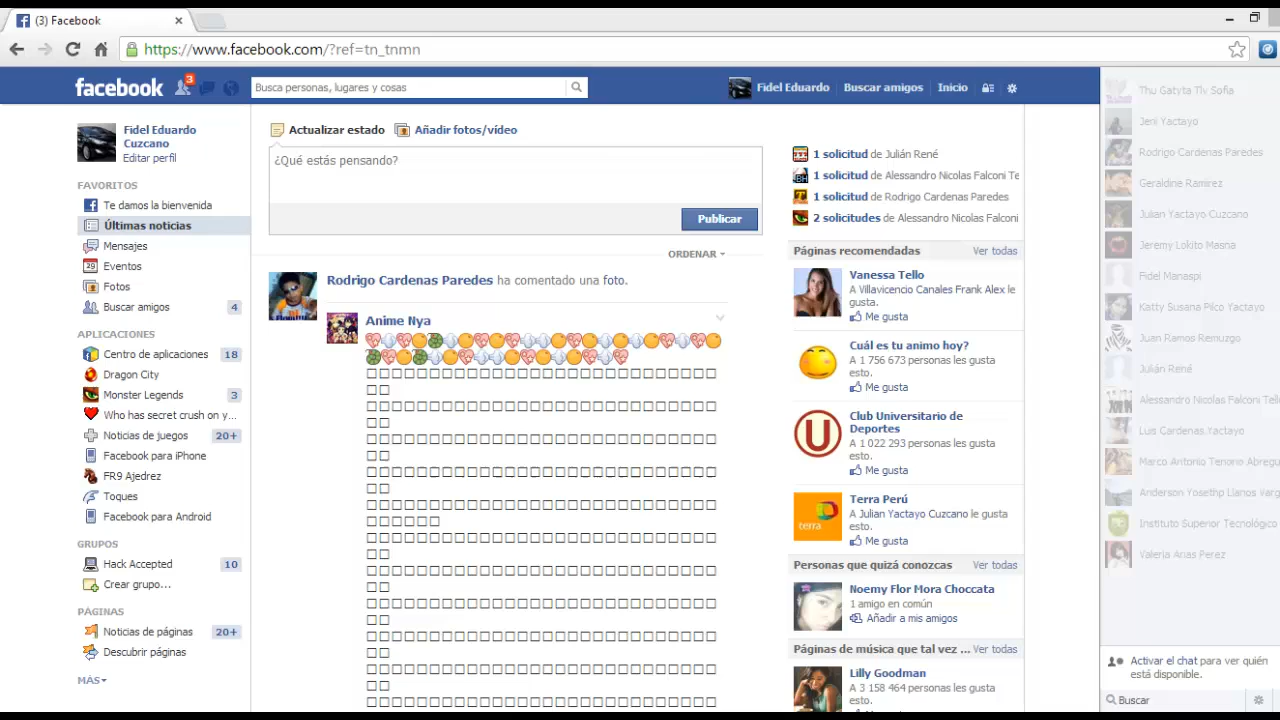 (3) Facebook
https://www.facebook.com/?ref=tn_tnmn
facebook
3
Busca personas, lugares y cosas
Fidel Eduardo
Buscar amigos
Inicio
Fidel Eduardo
Cuzcano
Editar perfil
FAVORITOS
Te damos la bienvenida
Últimas noticias
Mensajes
Eventos
Fotos
Buscar amigos 4
APLICACIONES
Centro de aplicaciones 18
Dragon City
Monster Legends 3
Who has secret crush on y...
Noticias de juegos 20+
Facebook para iPhone
FR9 Ajedrez
Toques
Facebook para Android
GRUPOS
Hack Accepted 10
Crear grupo...
PÁGINAS
Noticias de páginas 20+
Descubrir páginas
MÁS
Actualizar estado
Añadir fotos/vídeo
¿Qué estás pensando?
Publicar
ORDENAR
Rodrigo Cardenas Paredes ha comentado una foto.
Anime Nya
1 solicitud de Julián René
1 solicitud de Alessandro Nicolas Falconi Te
1 solicitud de Rodrigo Cardenas Paredes
2 solicitudes de Alessandro Nicolas Falconi
Páginas recomendadas Ver todas
Vanessa Tello
A Villavicencio Canales Frank Alex le
gusta.
Me gusta
Cuál es tu animo hoy?
A 1 756 673 personas les gusta
esto.
Me gusta
Club Universitario de
Deportes
A 1 022 293 personas les gusta
esto.
Me gusta
terra
Terra Perú
A Julian Yactayo Cuzcano le gusta
esto.
Me gusta
Personas que quizá conozcas Ver todas
Noemy Flor Mora Choccata
1 amigo en común
Añadir a mis amigos
Páginas de música que tal vez ... Ver todas
Lilly Goodman
A 3 158 464 personas les gusta
esto.
Thu Gatyta Tlv Sofia
Jeni Yactayo
Rodrigo Cardenas Paredes
Geraldine Ramirez
Julian Yactayo Cuzcano
Jeremy Lokito Masna
Fidel Manaspi
Katty Susana Pilco Yactayo
Juan Ramos Remuzgo
Julián René
Alessandro Nicolas Falconi Tello
Luis Cardenas Yactayo
Marco Antonio Tenorio Abregu
Anderson Yosethp Llanos
Instituto Superior Tecnológico
Valeria Arias Perez
Activar el chat para ver quién
está disponible.
Buscar